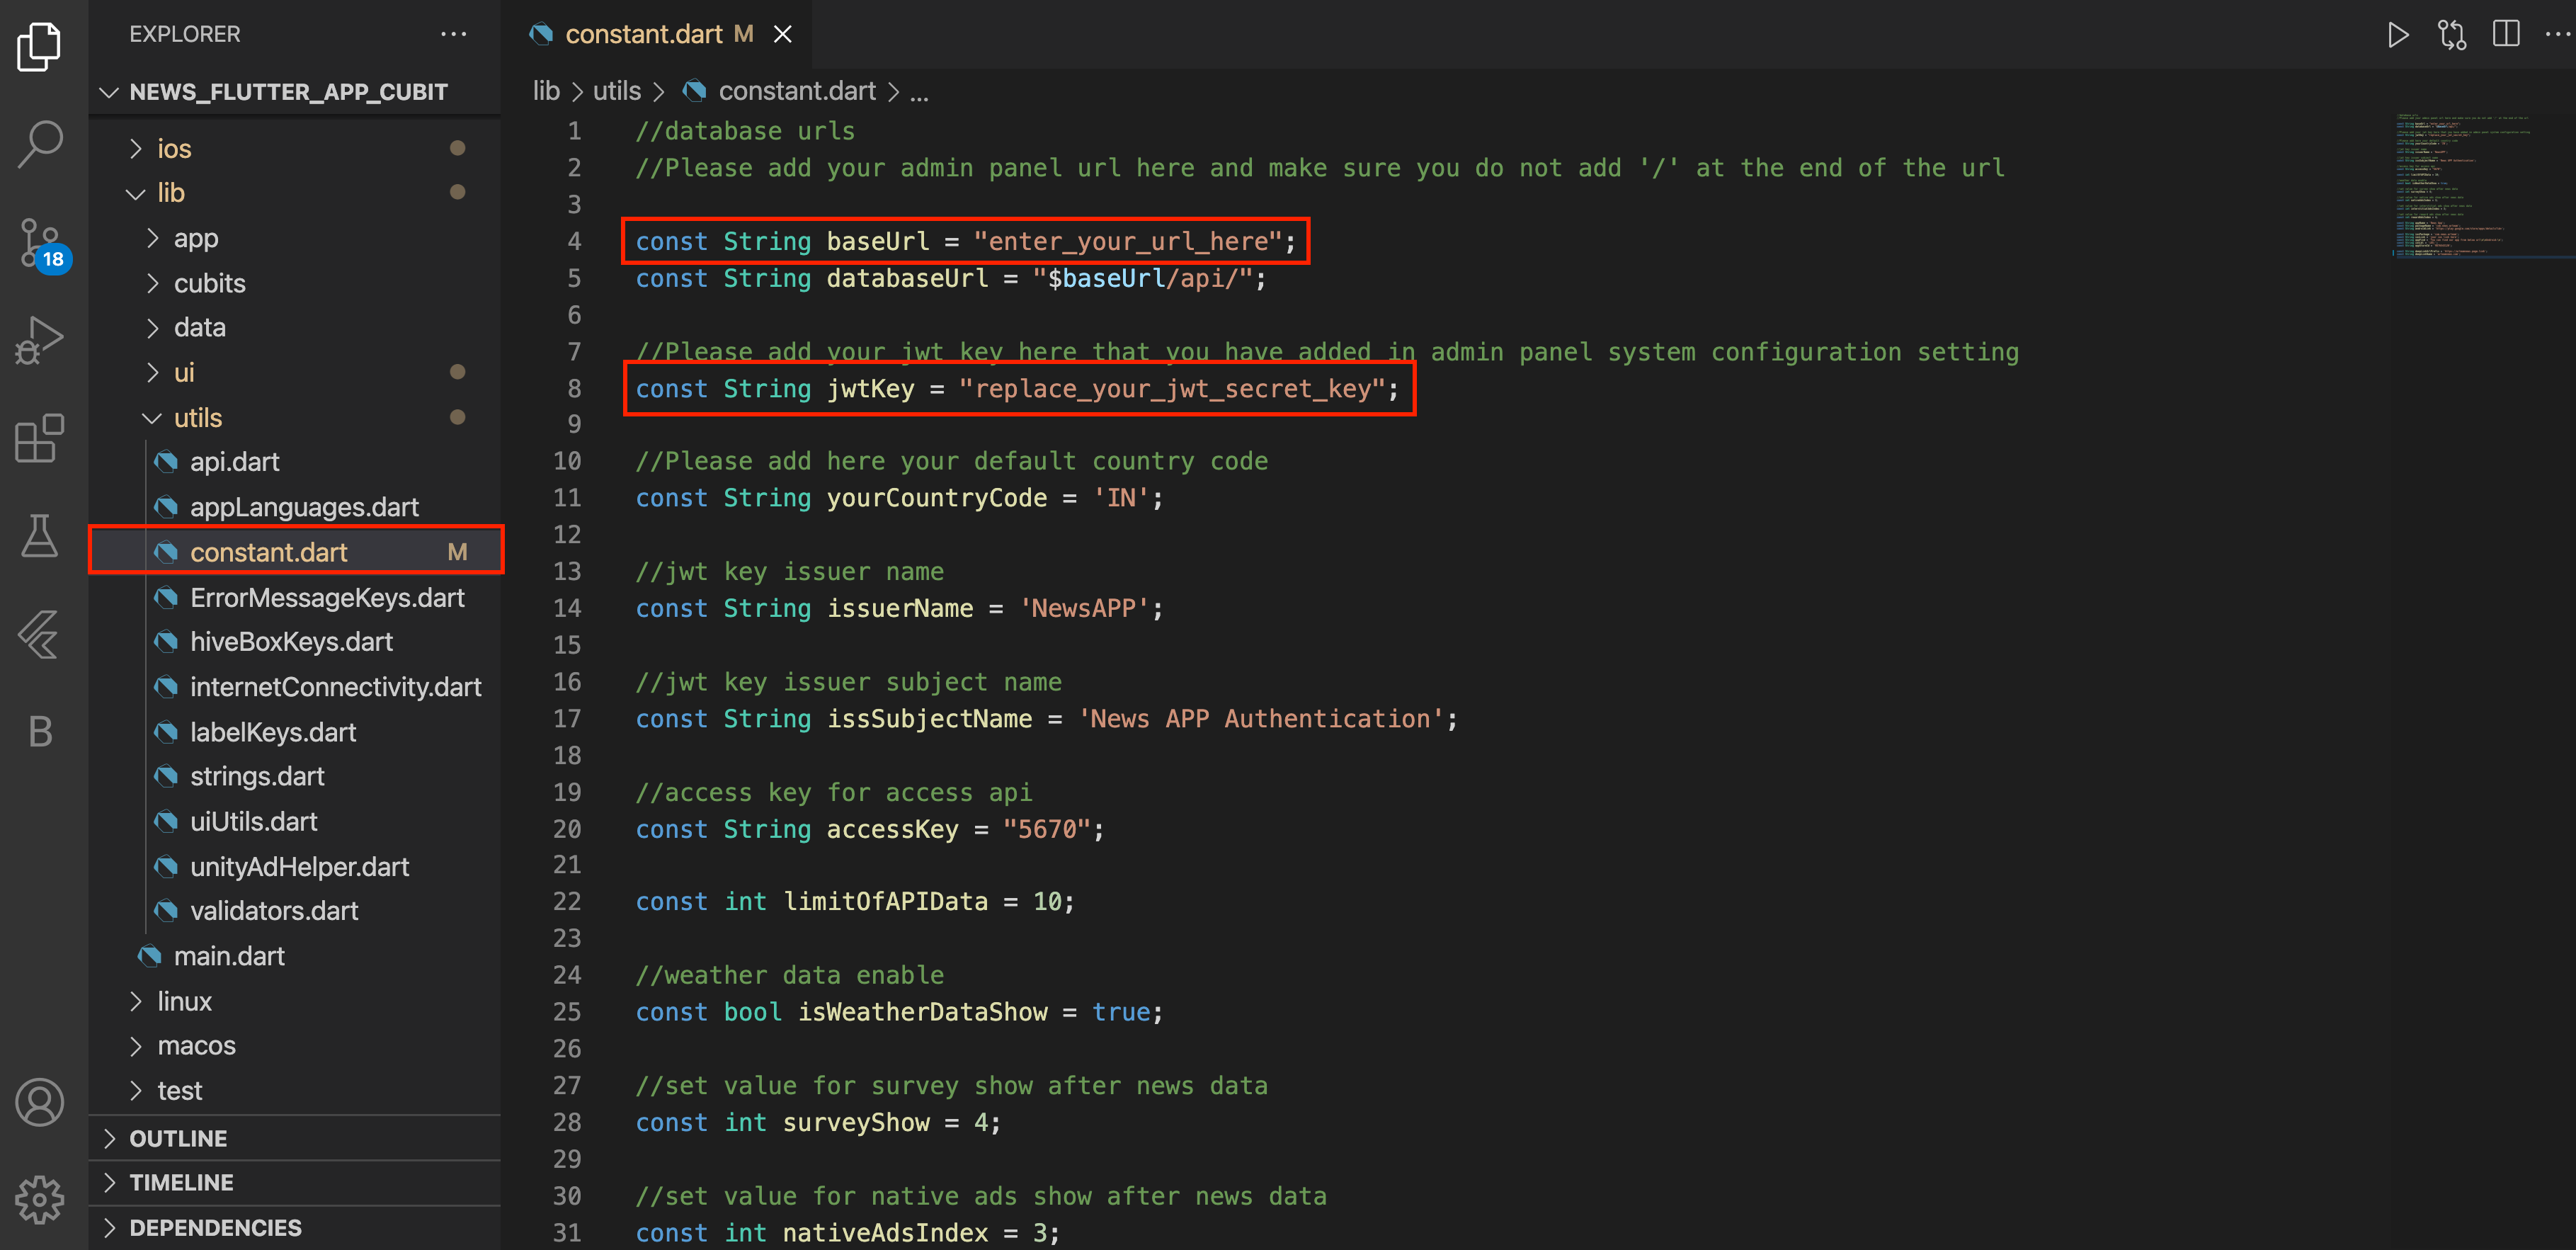 EXPLORER
NEWS_FLUTTER_APP_CUBIT
ios
lib
app
cubits
data
ui
utils
api.dart
appLanguages.dart
constant.dart M
ErrorMessageKeys.dart
hiveBoxKeys.dart
internetConnectivity.dart
labelKeys.dart
strings.dart
uiUtils.dart
unityAdHelper.dart
validators.dart
main.dart
linux
macos
test
OUTLINE
TIMELINE
DEPENDENCIES
18
B
constant.dart M
lib > utils > constant.dart > ...
1 //database urls
2 //Please add your admin panel url here and make sure you do not add '/' at the end of the url
3
4 const String baseUrl = "enter_your_url_here";
5 const String databaseUrl = "$baseUrl/api/";
6
7 //Please add your jwt key here that you have added in admin panel system configuration setting
8 const String jwtKey = "replace_your_jwt_secret_key";
9
10 //Please add here your default country code
11 const String yourCountryCode = 'IN';
12
13 //jwt key issuer name
14 const String issuerName = 'NewsAPP';
15
16 //jwt key issuer subject name
17 const String issSubjectName = 'News APP Authentication';
18
19 //access key for access api
20 const String accessKey = "5670";
21
22 const int limitOfAPIData = 10;
23
24 //weather data enable
25 const bool isWeatherDataShow = true;
26
27 //set value for survey show after news data
28 const int surveyShow = 4;
29
30 //set value for native ads show after news data
31 const int nativeAdsIndex = 3;